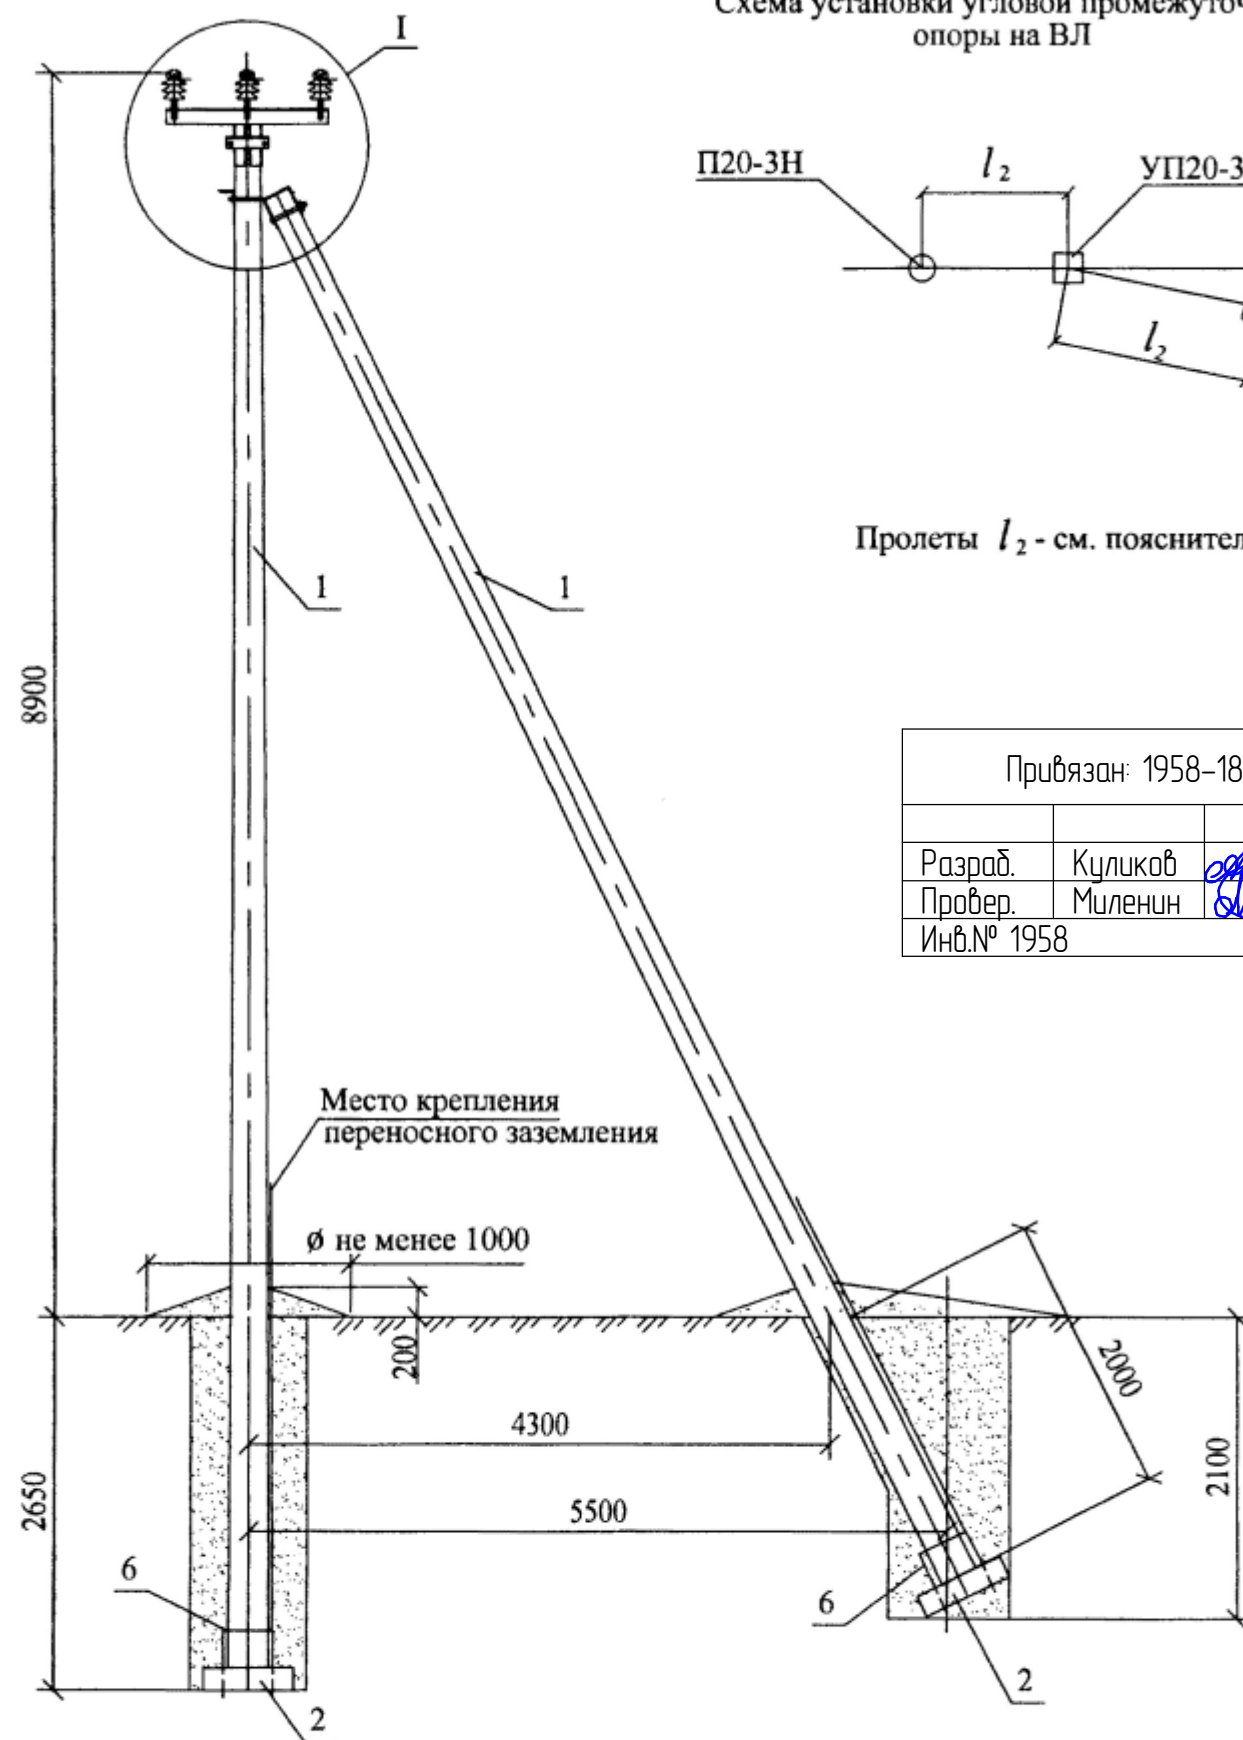 Схема установки угловой промежуточ
опоры на ВЛ
I
П20-3Н
l₂
УП20-3
l₂
Пролеты l₂ - см. пояснител
1
1
8900
Привязан: 1958-18
Разраб. Куликов
Провер. Миленин
Инв.№ 1958
Место крепления
переносного заземления
ø не менее 1000
200
2000
4300
2100
5500
2650
6
6
2
2